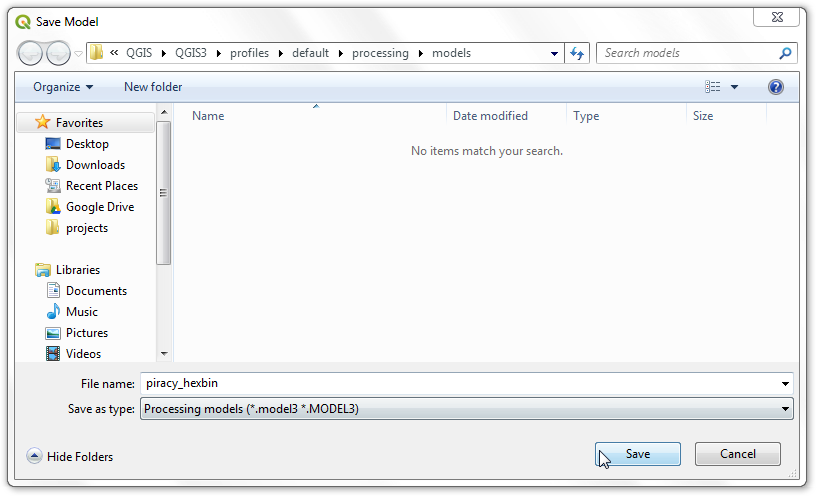 Save Model
« QGIS QGIS3 profiles default processing models
Search models
Organize New folder
Name Date modified Type Size
No items match your search.
Favorites
Desktop
Downloads
Recent Places
Google Drive
projects
Libraries
Documents
Music
Pictures
Videos
File name: piracy_hexbin
Save as type: Processing models (*.model3 *.MODEL3)
Hide Folders Save Cancel